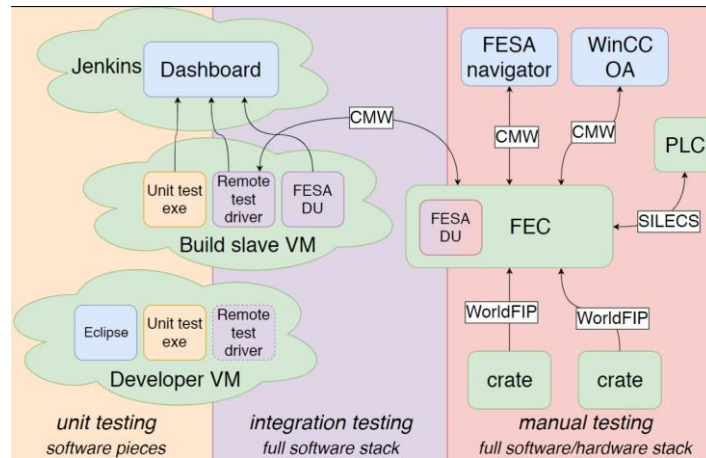 Jenkins
Dashboard
FESA
navigator
WinCC
OA
CMW
CMW
CMW
PLC
Unit test
exe
Remote
test
driver
FESA
DU
Build slave VM
FESA
DU
FEC
SILECS
WorldFIP
WorldFIP
Eclipse
Unit test
exe
Remote
test
driver
Developer VM
crate
crate
unit testing
software pieces
integration testing
full software stack
manual testing
full software/hardware stack